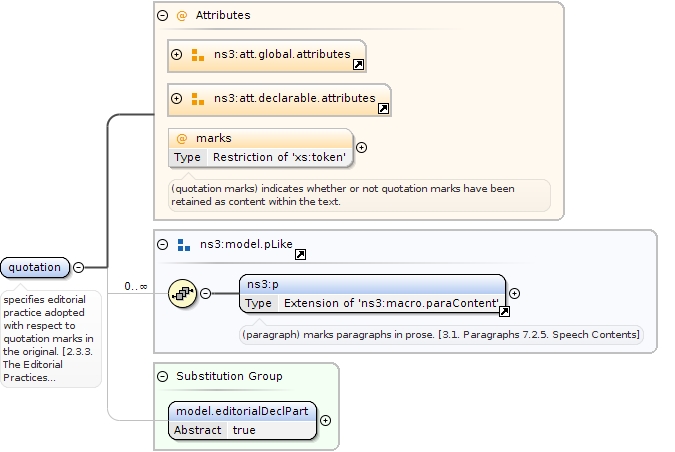 Attributes
ns3:att.global.attributes
ns3:att.declarable.attributes
@ marks
Type Restriction of 'xs:token'
(quotation marks) indicates whether or not quotation marks have been
retained as content within the text.
ns3:model.pLike
quotation
0..∞
ns3:p
Type Extension of 'ns3:macro.paraContent'
specifies editorial
practice adopted
with respect to
quotation marks in
the original. [2.3.3.
The Editorial
Practices...
(paragraph) marks paragraphs in prose. [3.1. Paragraphs 7.2.5. Speech Contents]
Substitution Group
model.editorialDeclPart
Abstract true